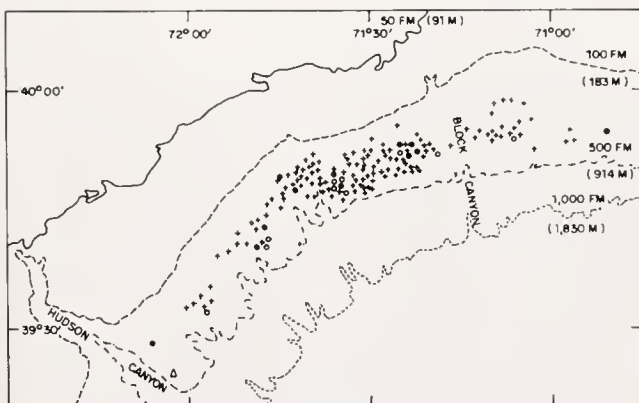 72°00'
71°30'
71°00'
50 FM (91 M)
100 FM
(183 M)
40°00'
BLOCK
CANYON
500 FM
(914 M)
1,000 FM
(1,830 M)
39°30'
HUDSON
CANYON